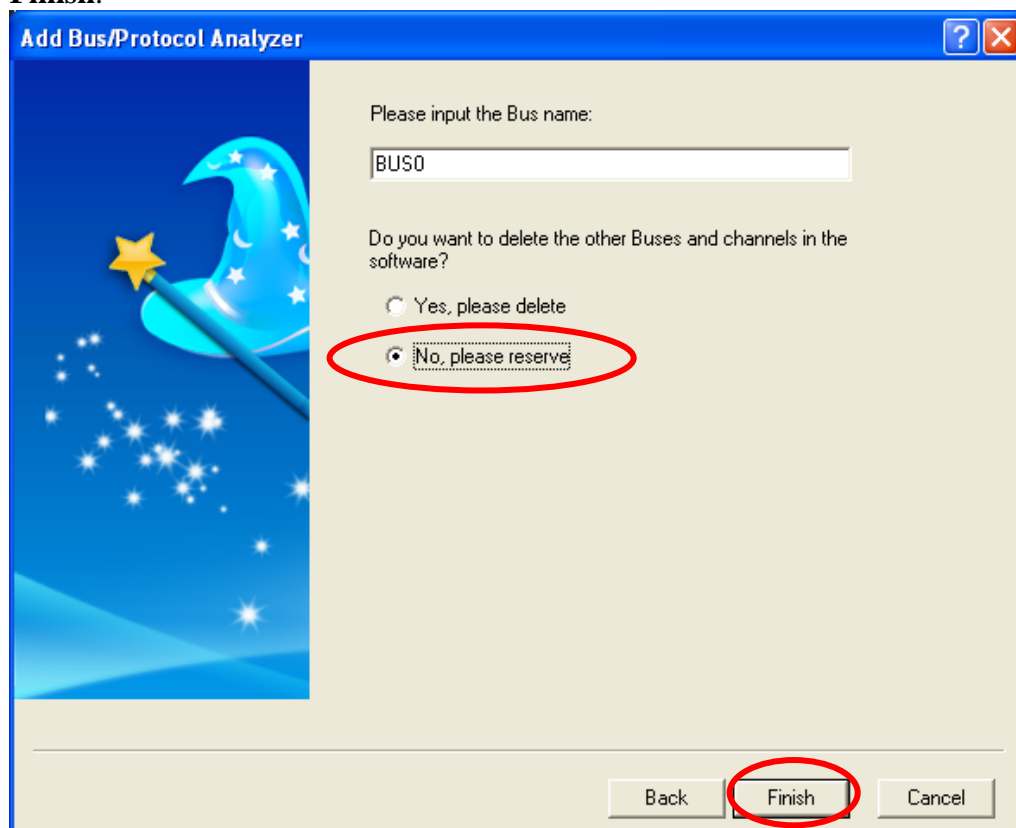 Finish.
Add Bus/Protocol Analyzer
Please input the Bus name:
BUS0
Do you want to delete the other Buses and channels in the
software?
Yes, please delete
No, please reserve
Back
Finish
Cancel